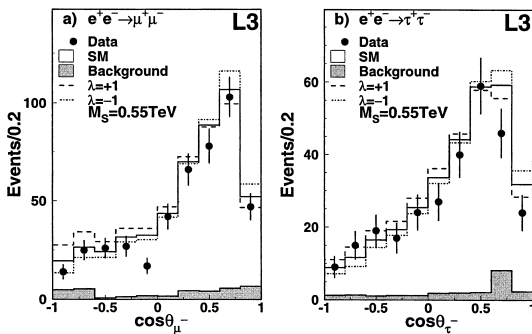 a) e⁺e⁻→μ⁺μ⁻ L3
Data
SM
Background
λ=+1
λ=−1
M_S=0.55TeV
Events/0.2
100
50
0
-1 -0.5 0 0.5 1
cosθ_μ⁻
b) e⁺e⁻→τ⁺τ⁻ L3
Data
SM
Background
λ=+1
λ=−1
M_S=0.55TeV
Events/0.2
60
40
20
0
-1 -0.5 0 0.5 1
cosθ_τ⁻